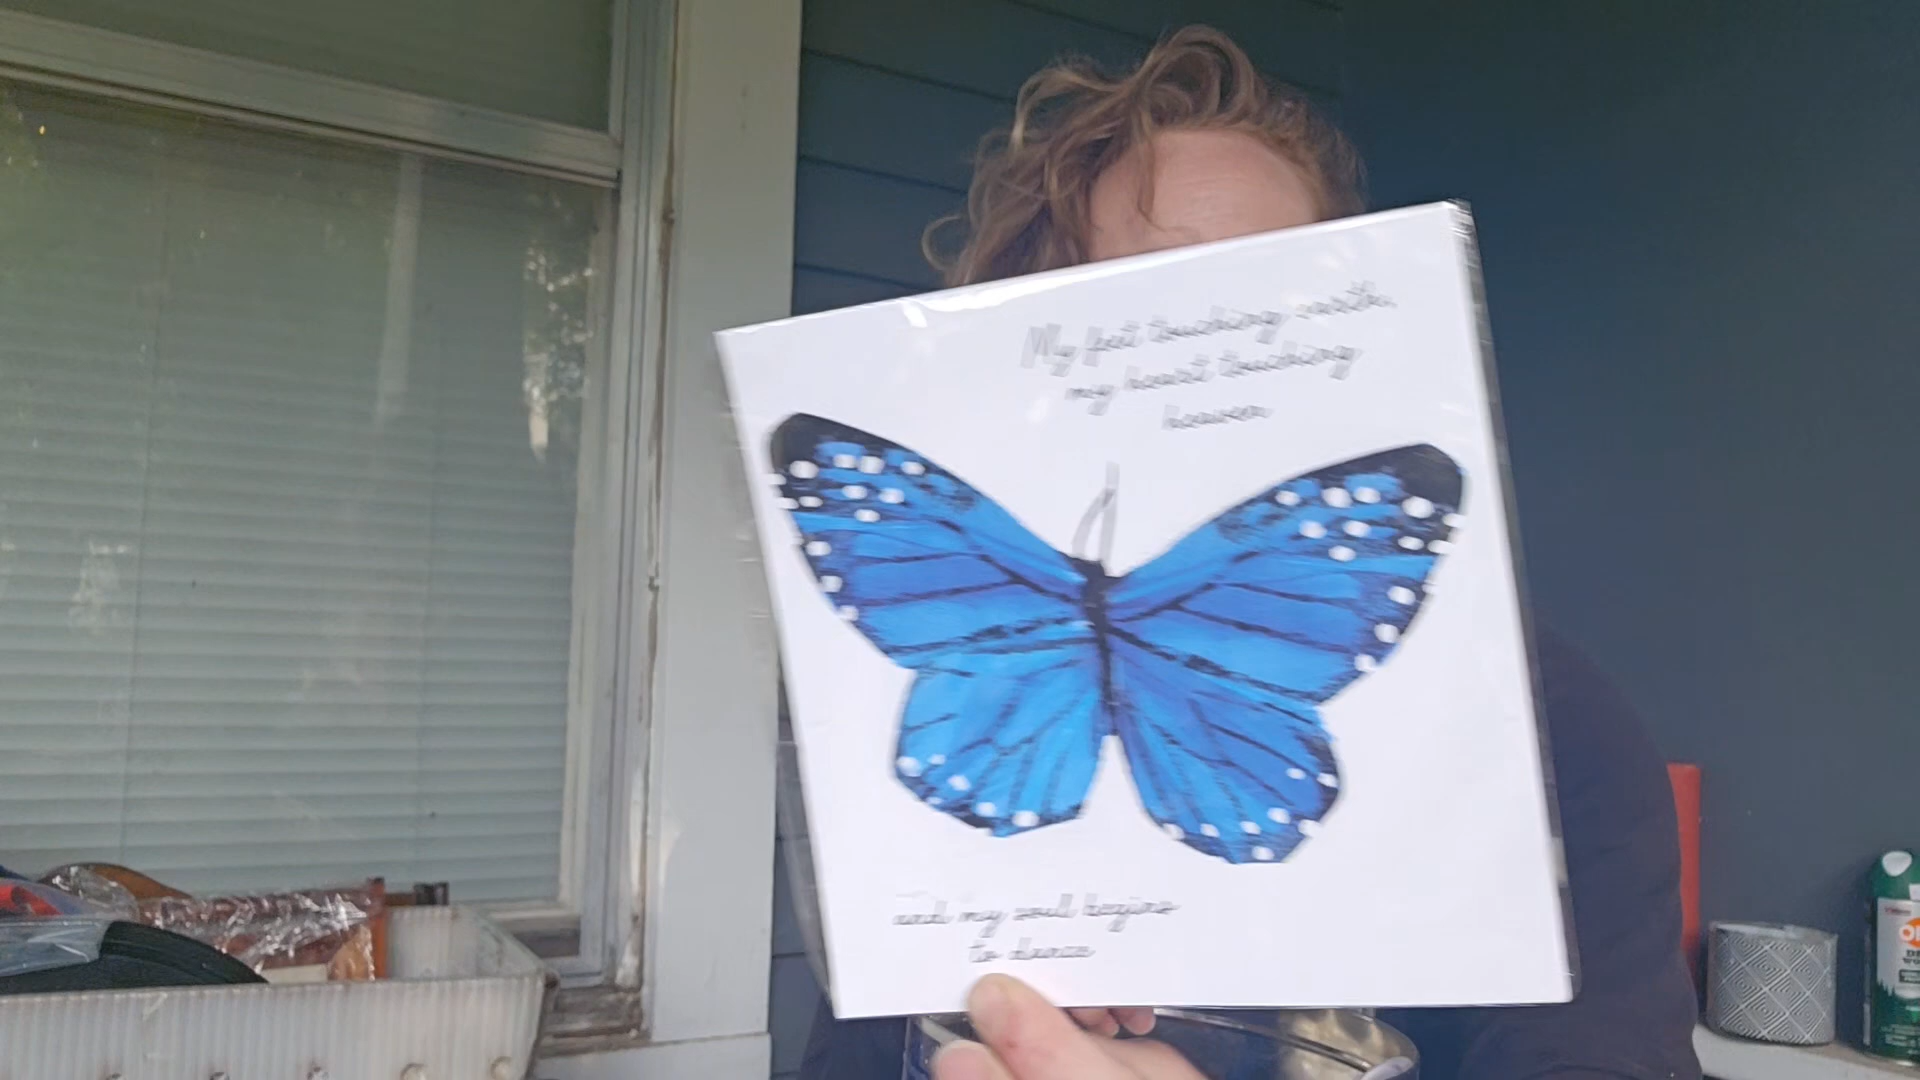 My feet touching earth,
my heart touching
heaven
and my soul begins
to dance